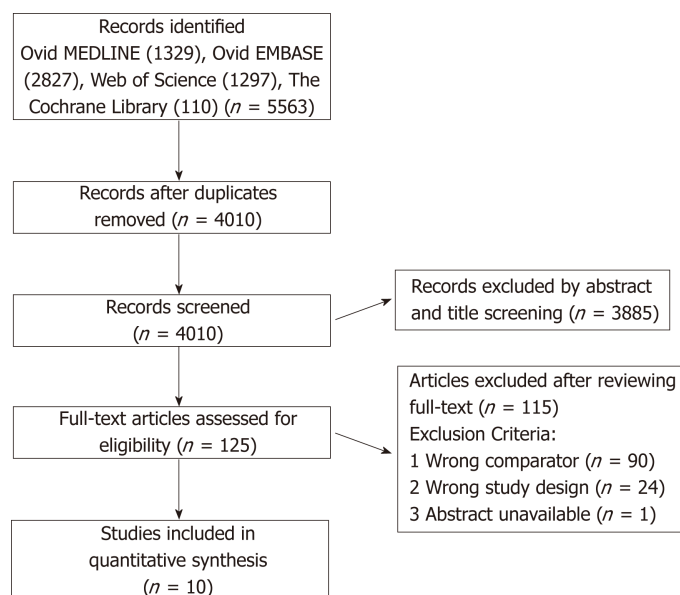 Records identified
Ovid MEDLINE (1329), Ovid EMBASE
(2827), Web of Science (1297), The
Cochrane Library (110) (n = 5563)
Records after duplicates
removed (n = 4010)
Records screened
(n = 4010)
Records excluded by abstract
and title screening (n = 3885)
Full-text articles assessed for
eligibility (n = 125)
Articles excluded after reviewing
full-text (n = 115)
Exclusion Criteria:
1 Wrong comparator (n = 90)
2 Wrong study design (n = 24)
3 Abstract unavailable (n = 1)
Studies included in
quantitative synthesis
(n = 10)